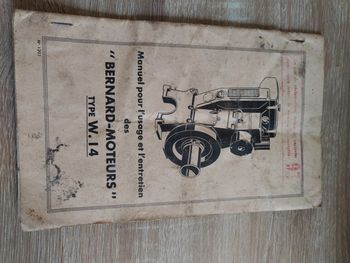 Manuel pour l'usage et l'entretien
des
"BERNARD-MOTEURS"
TYPE W. 14